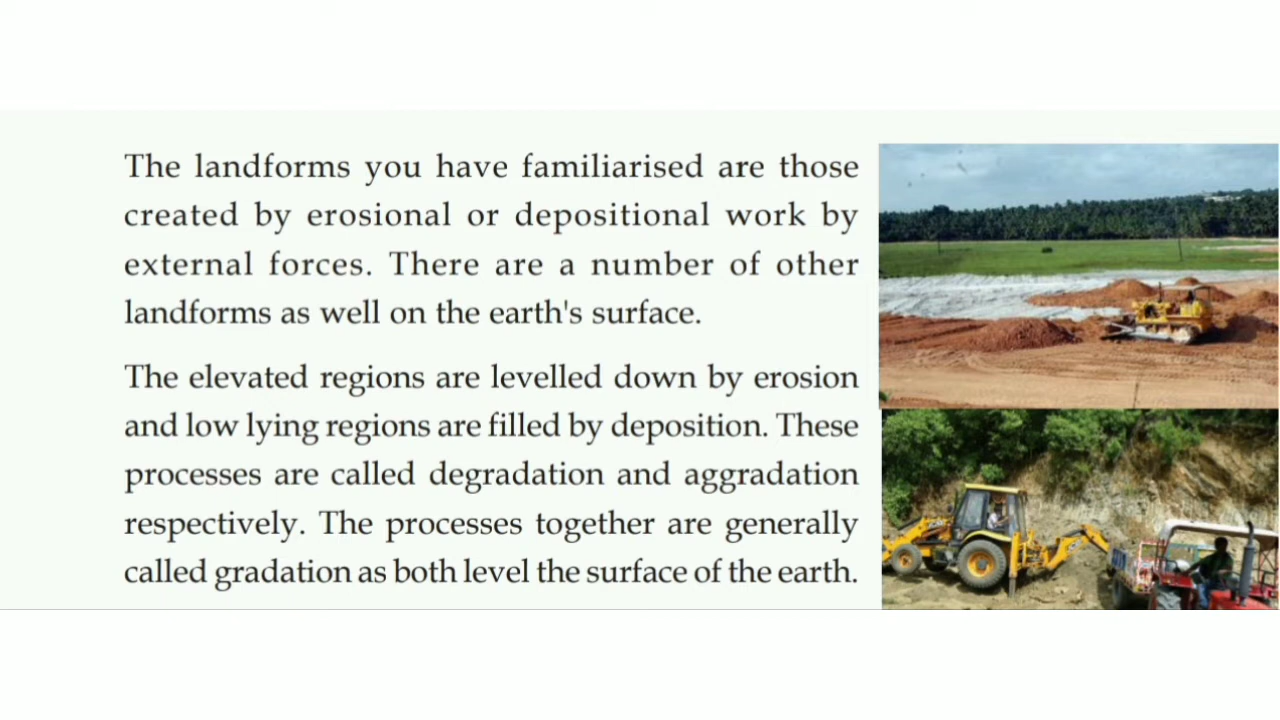 The landforms you have familiarised are those
created by erosional or depositional work by
external forces. There are a number of other
landforms as well on the earth's surface.
The elevated regions are levelled down by erosion
and low lying regions are filled by deposition. These
processes are called degradation and aggradation
respectively. The processes together are generally
called gradation as both level the surface of the earth.